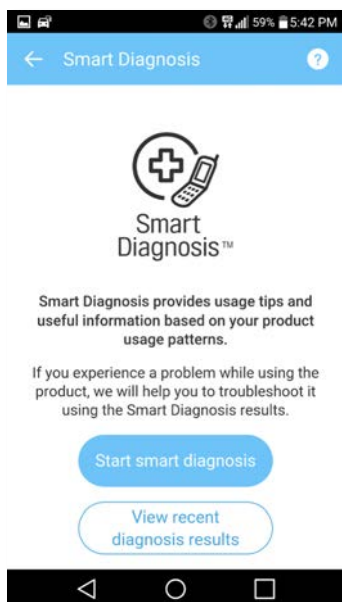 59% 5:42 PM
Smart Diagnosis
?
Smart
Diagnosis™
Smart Diagnosis provides usage tips and
useful information based on your product
usage patterns.
If you experience a problem while using the
product, we will help you to troubleshoot it
using the Smart Diagnosis results.
Start smart diagnosis
View recent
diagnosis results